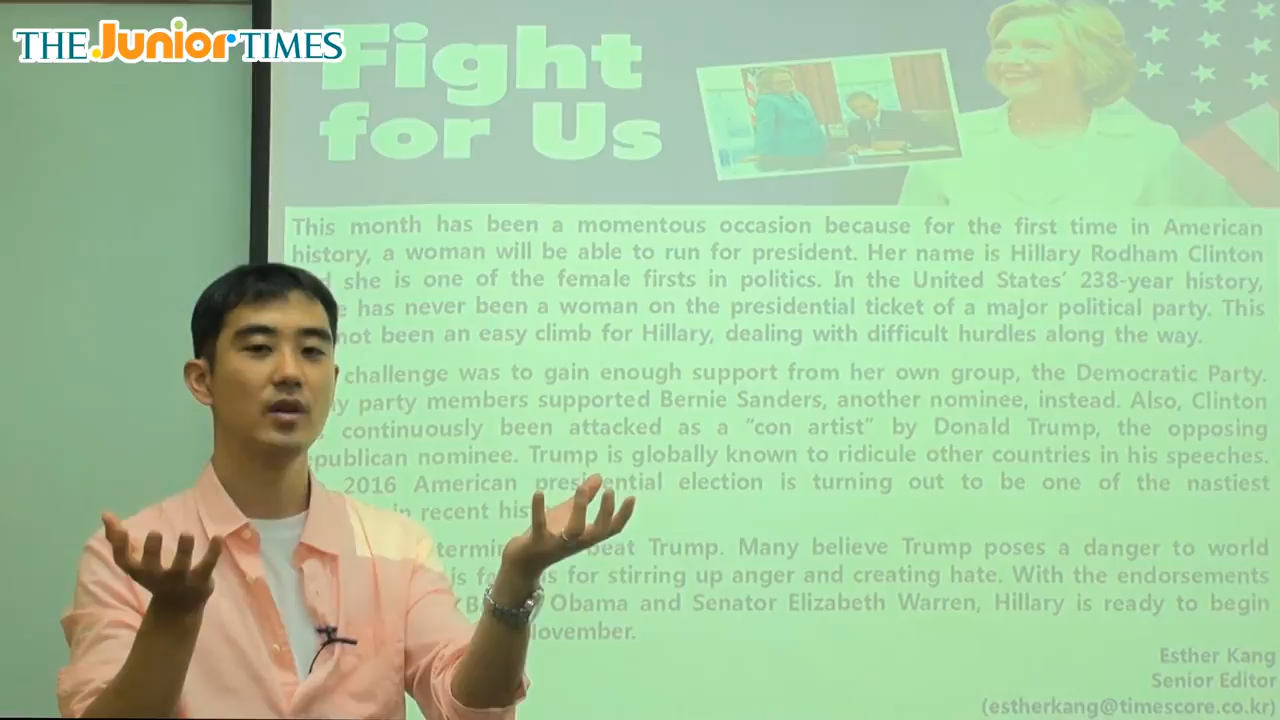 THE Junior TIMES
Fight
for Us
This month has been a momentous occasion because for the first time in American
history, a woman will be able to run for president. Her name is Hillary Rodham Clinton
she is one of the female firsts in politics. In the United States’ 238-year history,
has never been a woman on the presidential ticket of a major political party. This
not been an easy climb for Hillary, dealing with difficult hurdles along the way.
challenge was to gain enough support from her own group, the Democratic Party.
party members supported Bernie Sanders, another nominee, instead. Also, Clinton
continuously been attacked as a “con artist” by Donald Trump, the opposing
nominee. Trump is globally known to ridicule other countries in his speeches.
2016 American presidential election is turning out to be one of the nastiest
in recent
beat Trump. Many believe Trump poses a danger to world
is for stirring up anger and creating hate. With the endorsements
Obama and Senator Elizabeth Warren, Hillary is ready to begin
November.
Esther Kang
Senior Editor
(estherkang@timescore.co.kr)